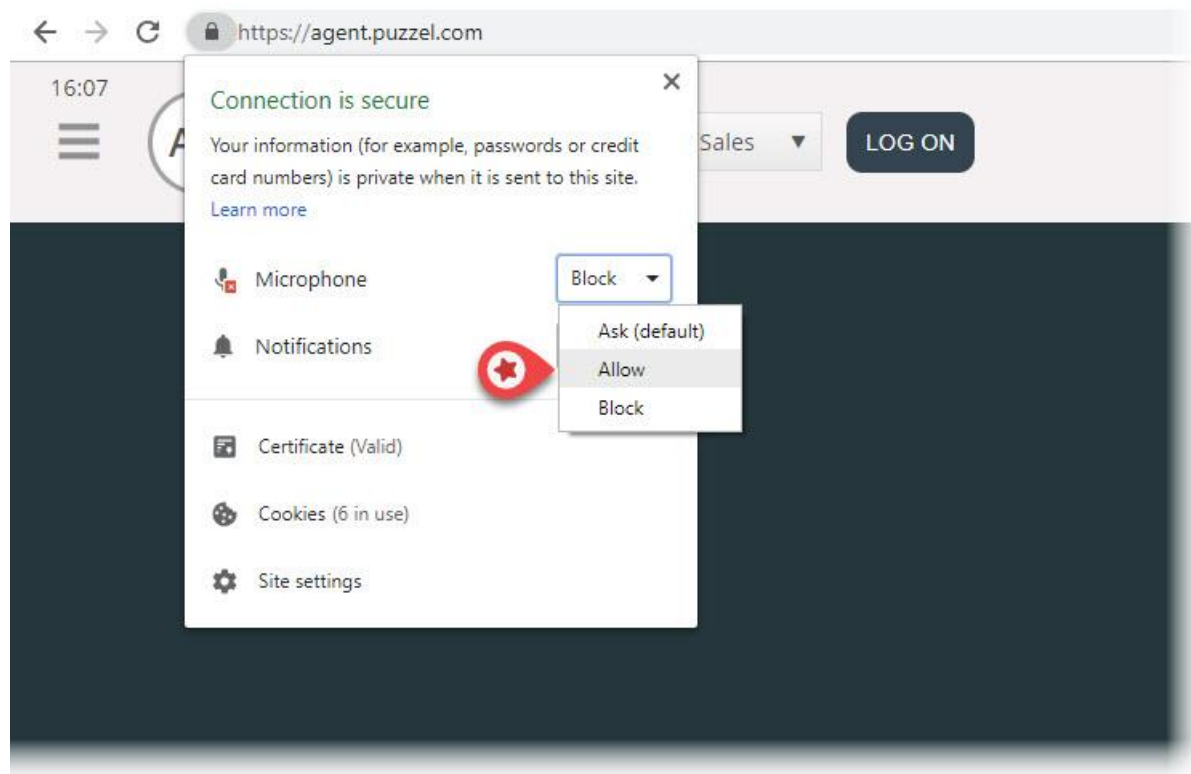 https://agent.puzzel.com
16:07
Connection is secure
Your information (for example, passwords or credit
card numbers) is private when it is sent to this site.
Learn more
Sales
LOG ON
Microphone
Block
Ask (default)
Notifications
Allow
Block
Certificate (Valid)
Cookies (6 in use)
Site settings